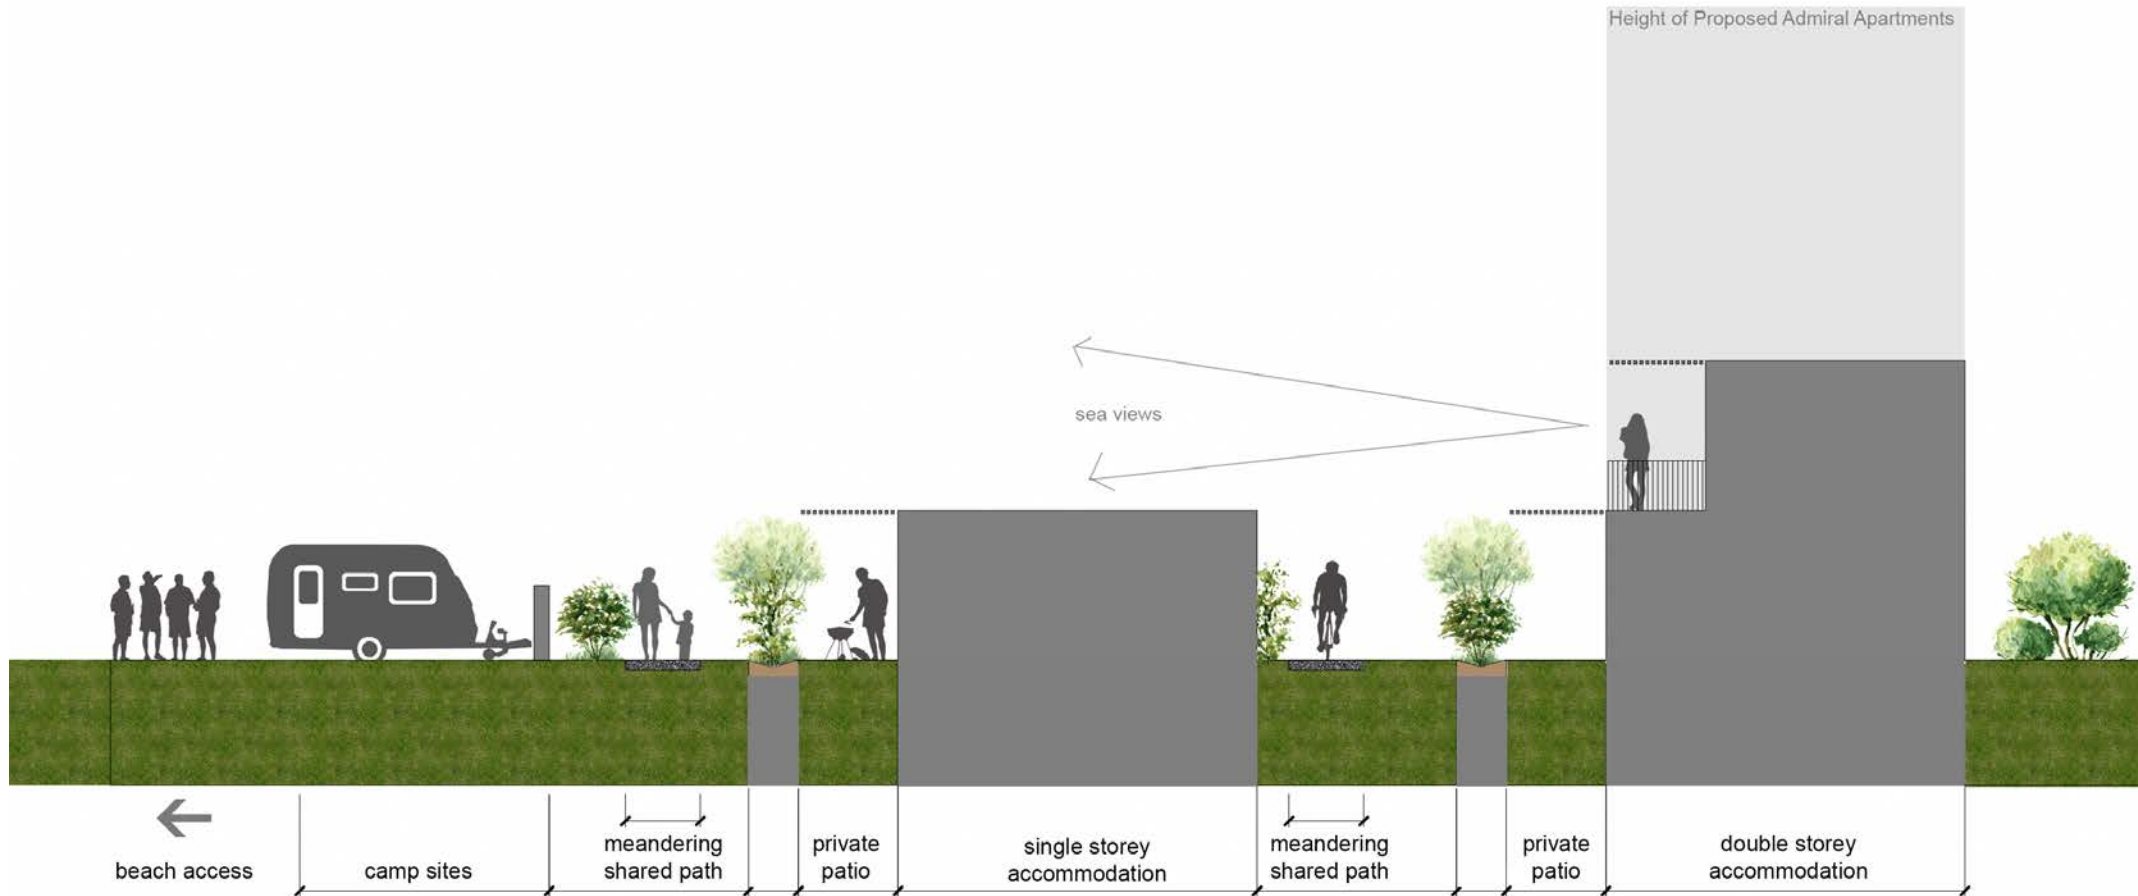 Height of Proposed Admiral Apartments
sea views
beach access
camp sites
meandering
shared path
private
patio
single storey
accommodation
meandering
shared path
private
patio
double storey
accommodation